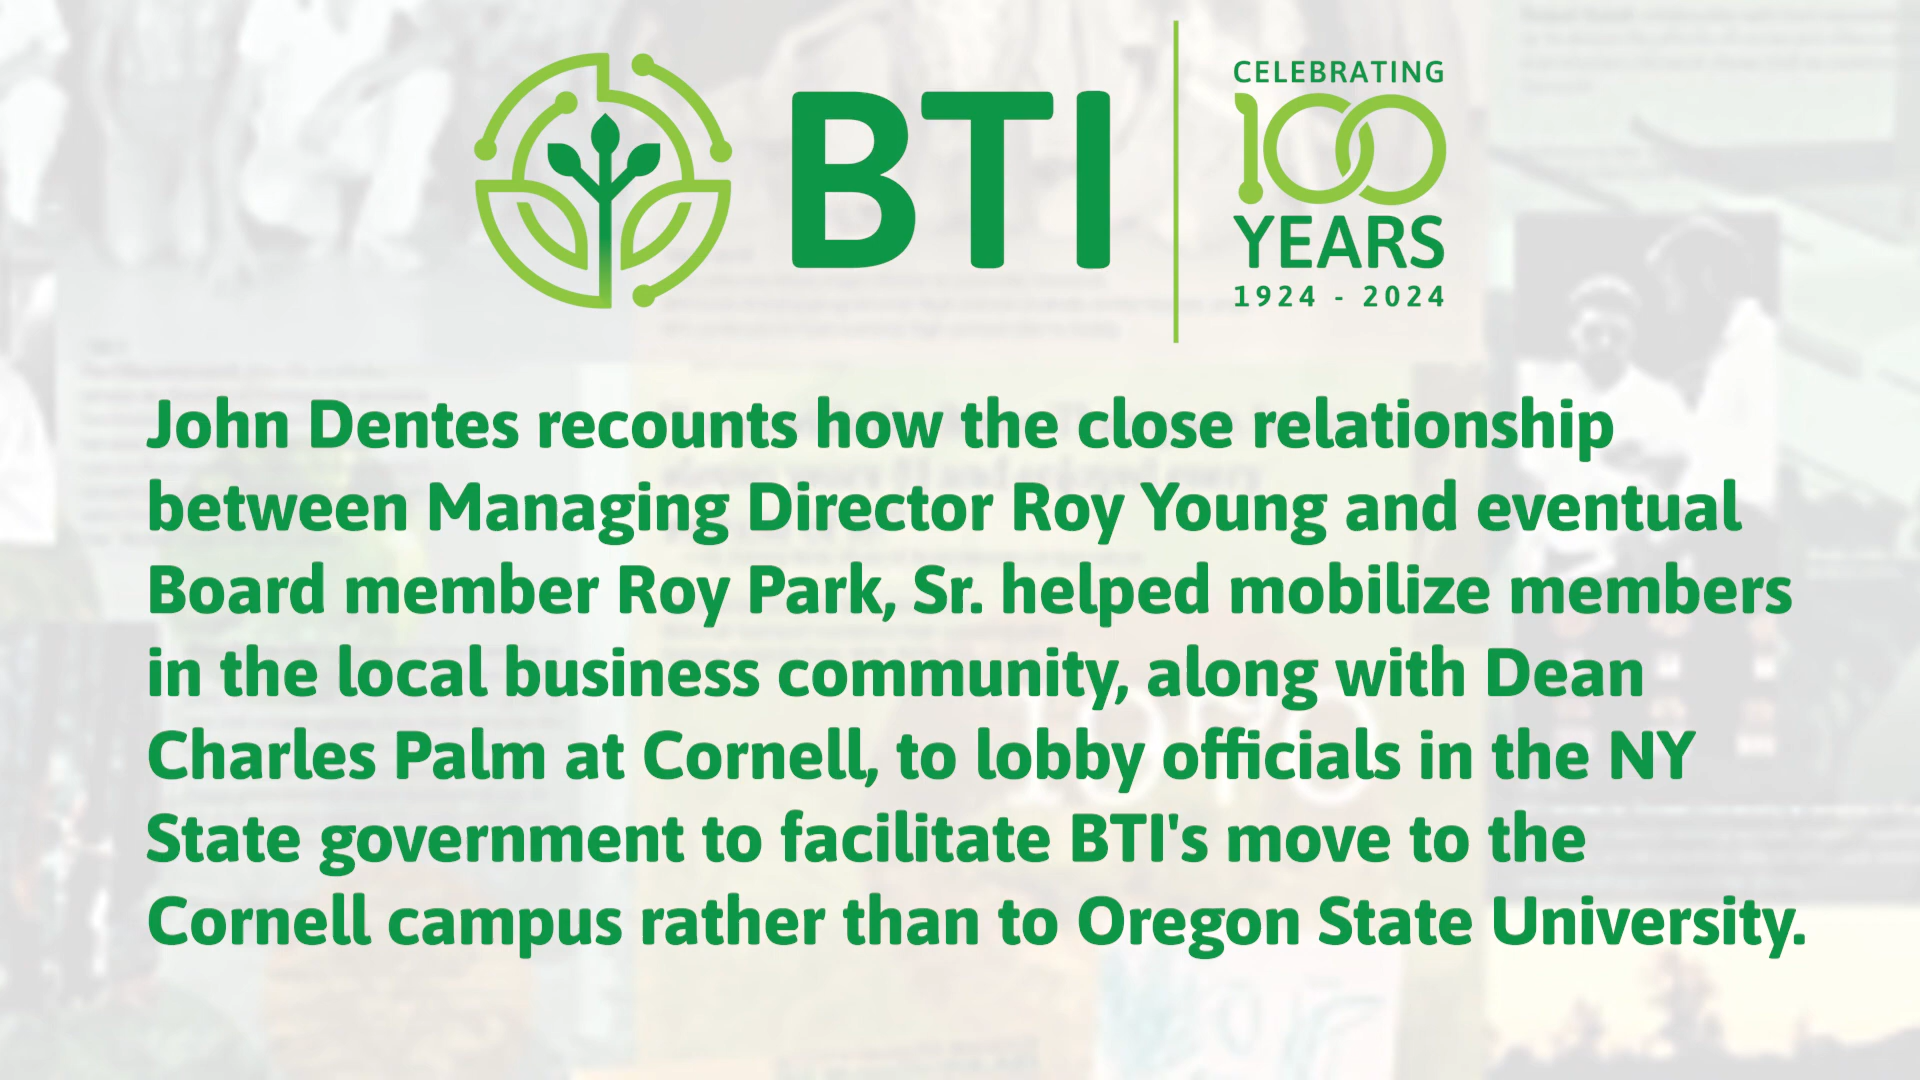 BTI
CELEBRATING
100
YEARS
1924 - 2024
John Dentes recounts how the close relationship
between Managing Director Roy Young and eventual
Board member Roy Park, Sr. helped mobilize members
in the local business community, along with Dean
Charles Palm at Cornell, to lobby officials in the NY
State government to facilitate BTI's move to the
Cornell campus rather than to Oregon State University.